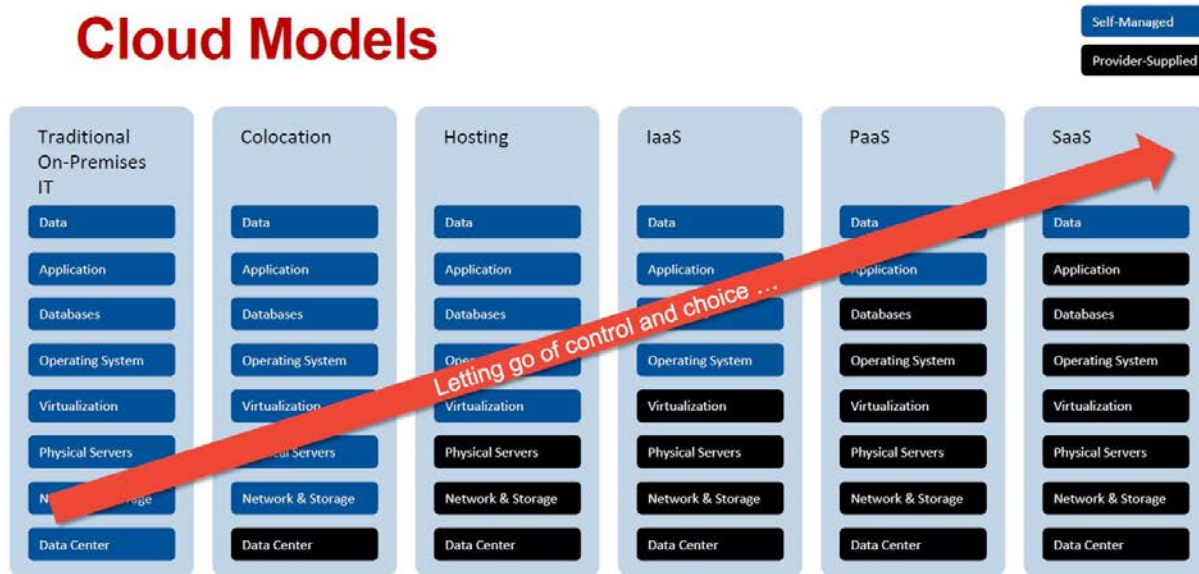 Cloud Models
Self-Managed
Provider-Supplied
Traditional
On-Premises
IT
Data
Application
Databases
Operating System
Virtualization
Physical Servers
Storage
Data Center
Colocation
Data
Application
Databases
Operating System
Virtualization
Servers
Network & Storage
Data Center
Hosting
Data
Application
Databases
Virtualization
Physical Servers
Network & Storage
Data Center
IaaS
Data
Application
Operating System
Virtualization
Physical Servers
Network & Storage
Data Center
PaaS
Data
Application
Databases
Operating System
Virtualization
Physical Servers
Network & Storage
Data Center
SaaS
Data
Application
Databases
Operating System
Virtualization
Physical Servers
Network & Storage
Data Center
Letting go of control and choice ...